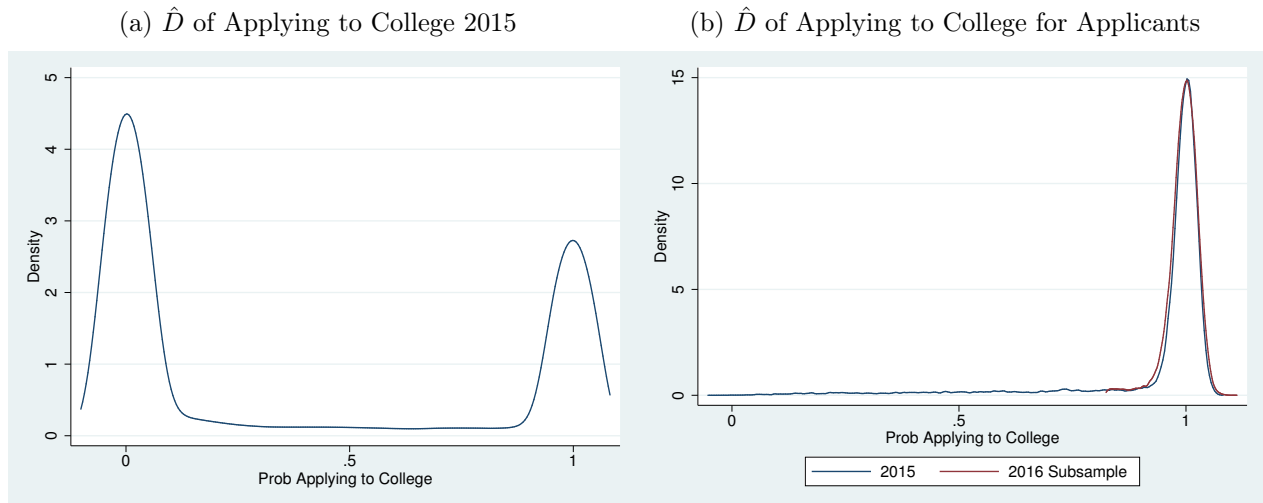 (a) D̂ of Applying to College 2015
5
4
3
2
1
0
Density
0
.5
1
Prob Applying to College
(b) D̂ of Applying to College for Applicants
15
10
5
0
Density
0
.5
1
Prob Applying to College
2015
2016 Subsample